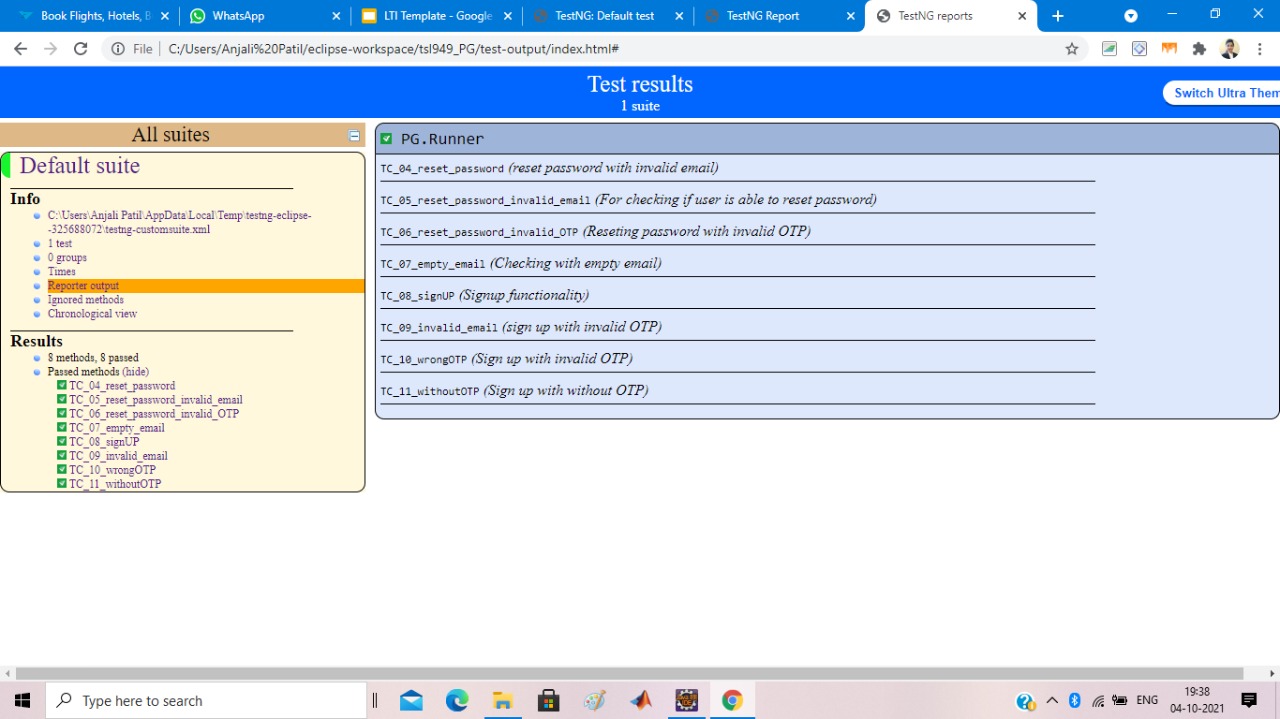 Book Flights, Hotels, B
WhatsApp
LTI Template - Google
TestNG: Default test
TestNG Report
TestNG reports
File
C:/Users/Anjali%20Patil/eclipse-workspace/tsl949_PG/test-output/index.html#
Test results
1 suite
Switch Ultra Them
All suites
Default suite
Info
C:\Users\Anjali Patil\AppData\Local\Temp\testng-eclipse-
-325688072\testng-customsuite.xml
1 test
0 groups
Times
Reporter output
Ignored methods
Chronological view
Results
8 methods, 8 passed
Passed methods (hide)
TC_04_reset_password
TC_05_reset_password_invalid_email
TC_06_reset_password_invalid_OTP
TC_07_empty_email
TC_08_signUP
TC_09_invalid_email
TC_10_wrongOTP
TC_11_withoutOTP
PG.Runner
TC_04_reset_password (reset password with invalid email)
TC_05_reset_password_invalid_email (For checking if user is able to reset password)
TC_06_reset_password_invalid_OTP (Reseting password with invalid OTP)
TC_07_empty_email (Checking with empty email)
TC_08_signUP (Signup functionality)
TC_09_invalid_email (sign up with invalid OTP)
TC_10_wrongOTP (Sign up with invalid OTP)
TC_11_withoutOTP (Sign up with without OTP)
Type here to search
ENG
19:38
04-10-2021